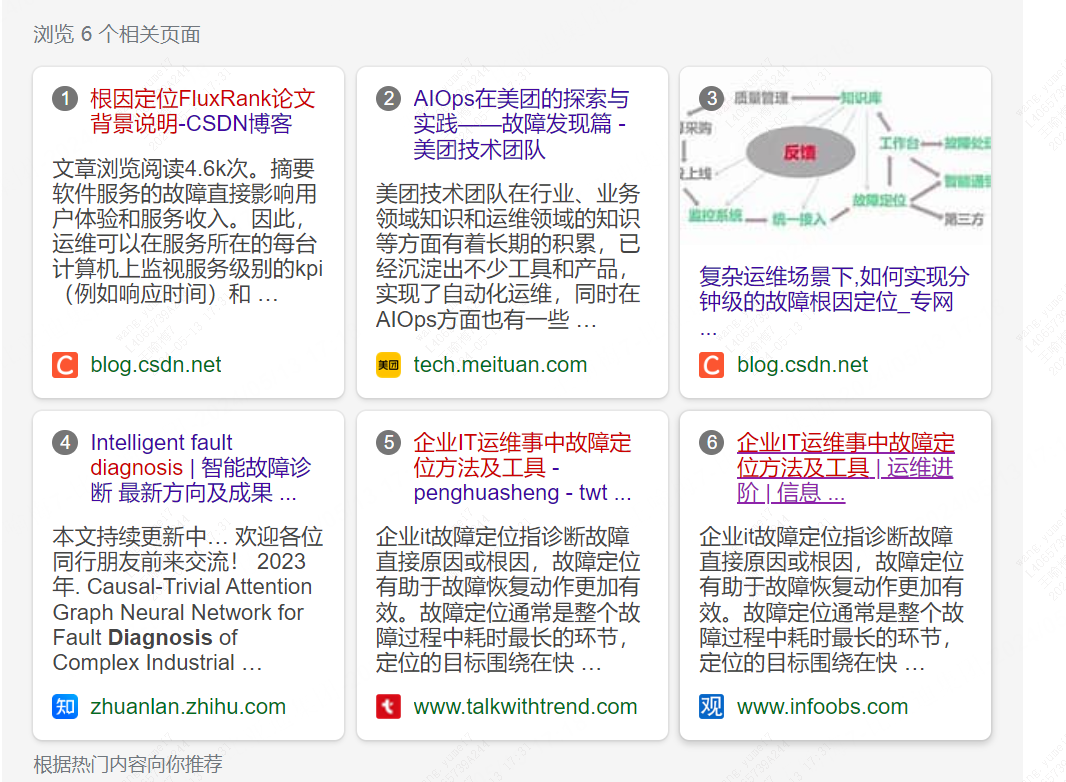 浏览 6 个相关页面
1 根因定位FluxRank论文
背景说明-CSDN博客
文章浏览阅读4.6k次。摘要
软件服务的故障直接影响用
户体验和服务收入。因此，
运维可以在服务所在的每台
计算机上监视服务级别的kpi
（例如响应时间）和 …
C blog.csdn.net
2 AIOps在美团的探索与
实践——故障发现篇 -
美团技术团队
美团技术团队在行业、业务
领域知识和运维领域的知识
等方面有着长期的积累，已
经沉淀出不少工具和产品，
实现了自动化运维，同时在
AIOps方面也有一些 …
美团 tech.meituan.com
3 质量管理 知识库
采购
工作台 故障处
反馈
上线
智能通
故障定位
监控系统 统一接入 第三方
复杂运维场景下,如何实现分
钟级的故障根因定位_专网
...
C blog.csdn.net
4 Intelligent fault
diagnosis | 智能故障诊
断 最新方向及成果 ...
本文持续更新中… 欢迎各位
同行朋友前来交流！ 2023
年. Causal-Trivial Attention
Graph Neural Network for
Fault Diagnosis of
Complex Industrial …
知 zhuanlan.zhihu.com
5 企业IT运维事中故障定
位方法及工具 -
penghuasheng - twt ...
企业it故障定位指诊断故障
直接原因或根因，故障定位
有助于故障恢复动作更加有
效。故障定位通常是整个故
障过程中耗时最长的环节，
定位的目标围绕在快 …
t www.talkwithtrend.com
6 企业IT运维事中故障定
位方法及工具 | 运维进
阶 | 信息 ...
企业it故障定位指诊断故障
直接原因或根因，故障定位
有助于故障恢复动作更加有
效。故障定位通常是整个故
障过程中耗时最长的环节，
定位的目标围绕在快 …
观 www.infoobs.com
根据热门内容向你推荐